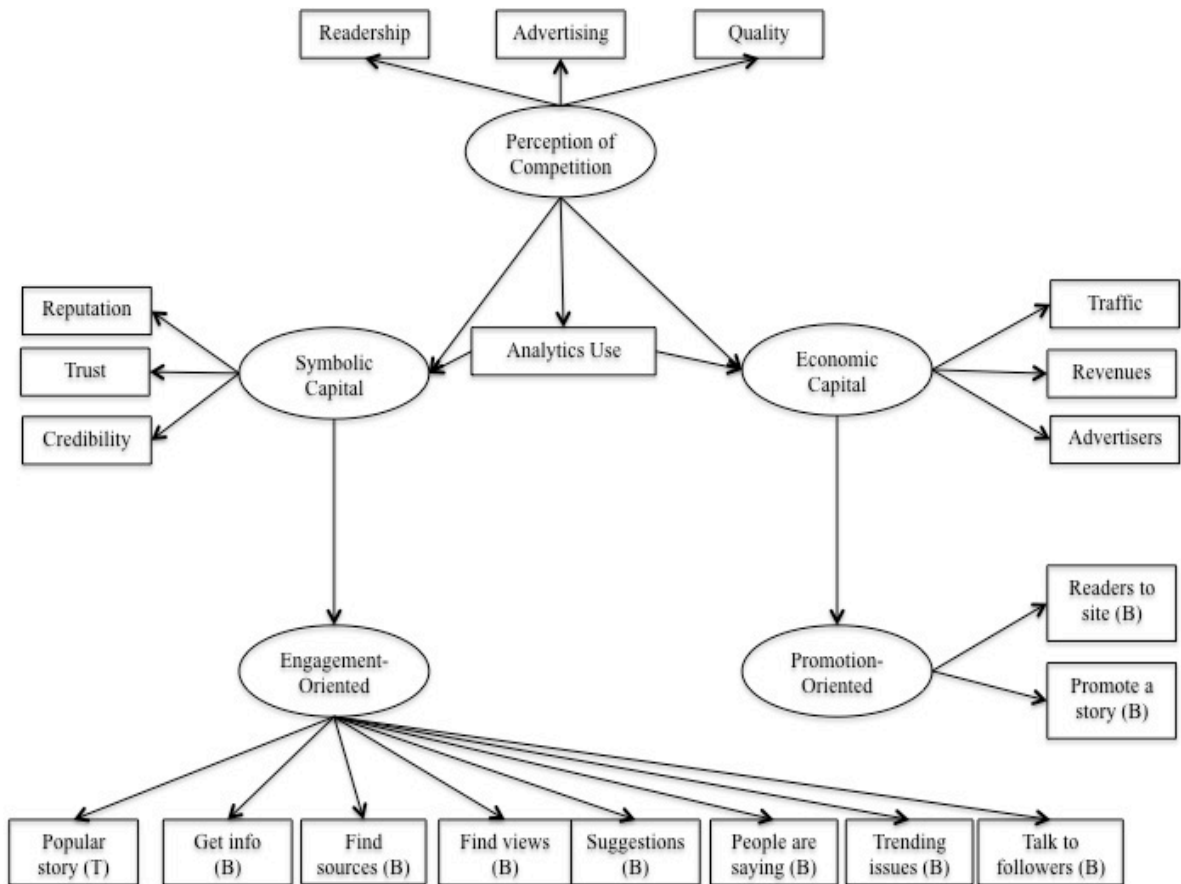 Readership
Advertising
Quality
Perception of
Competition
Reputation
Trust
Credibility
Symbolic
Capital
Analytics Use
Economic
Capital
Traffic
Revenues
Advertisers
Engagement-
Oriented
Promotion-
Oriented
Readers to
site (B)
Promote a
story (B)
Popular
story (T)
Get info
(B)
Find
sources (B)
Find views
(B)
Suggestions
(B)
People are
saying (B)
Trending
issues (B)
Talk to
followers (B)